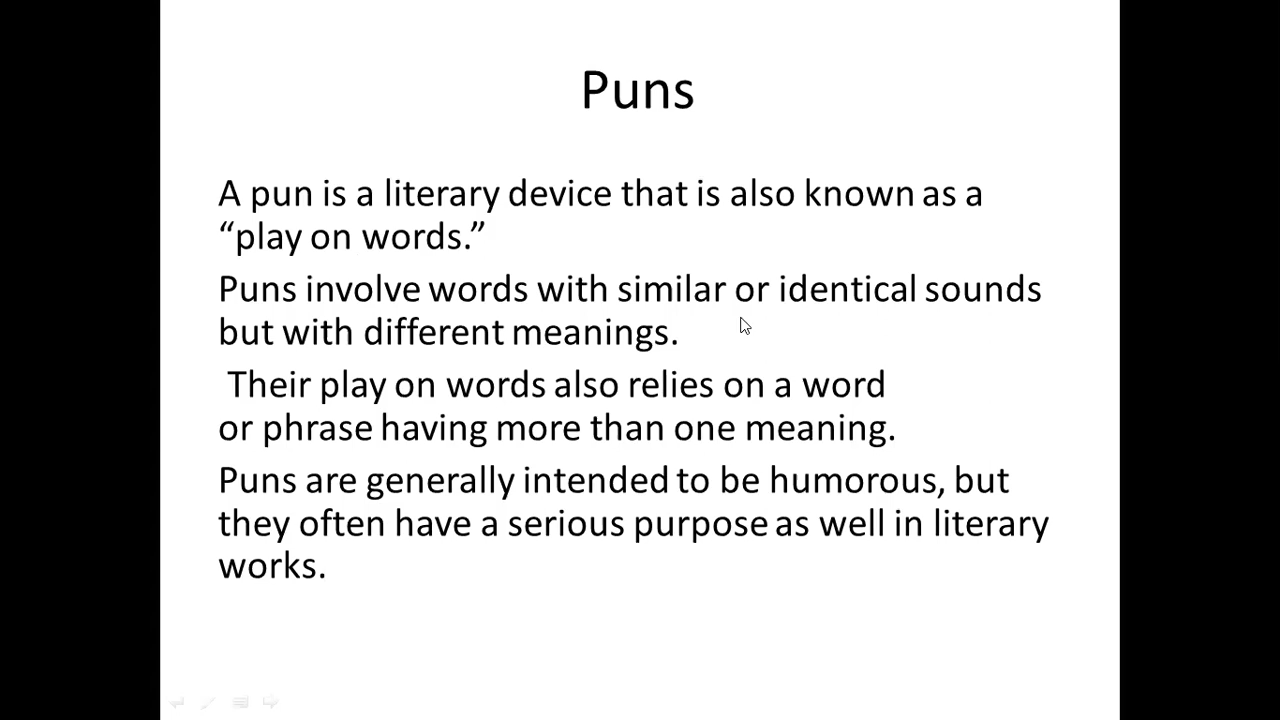 Puns
A pun is a literary device that is also known as a
“play on words.”
Puns involve words with similar or identical sounds
but with different meanings.
Their play on words also relies on a word
or phrase having more than one meaning.
Puns are generally intended to be humorous, but
they often have a serious purpose as well in literary
works.